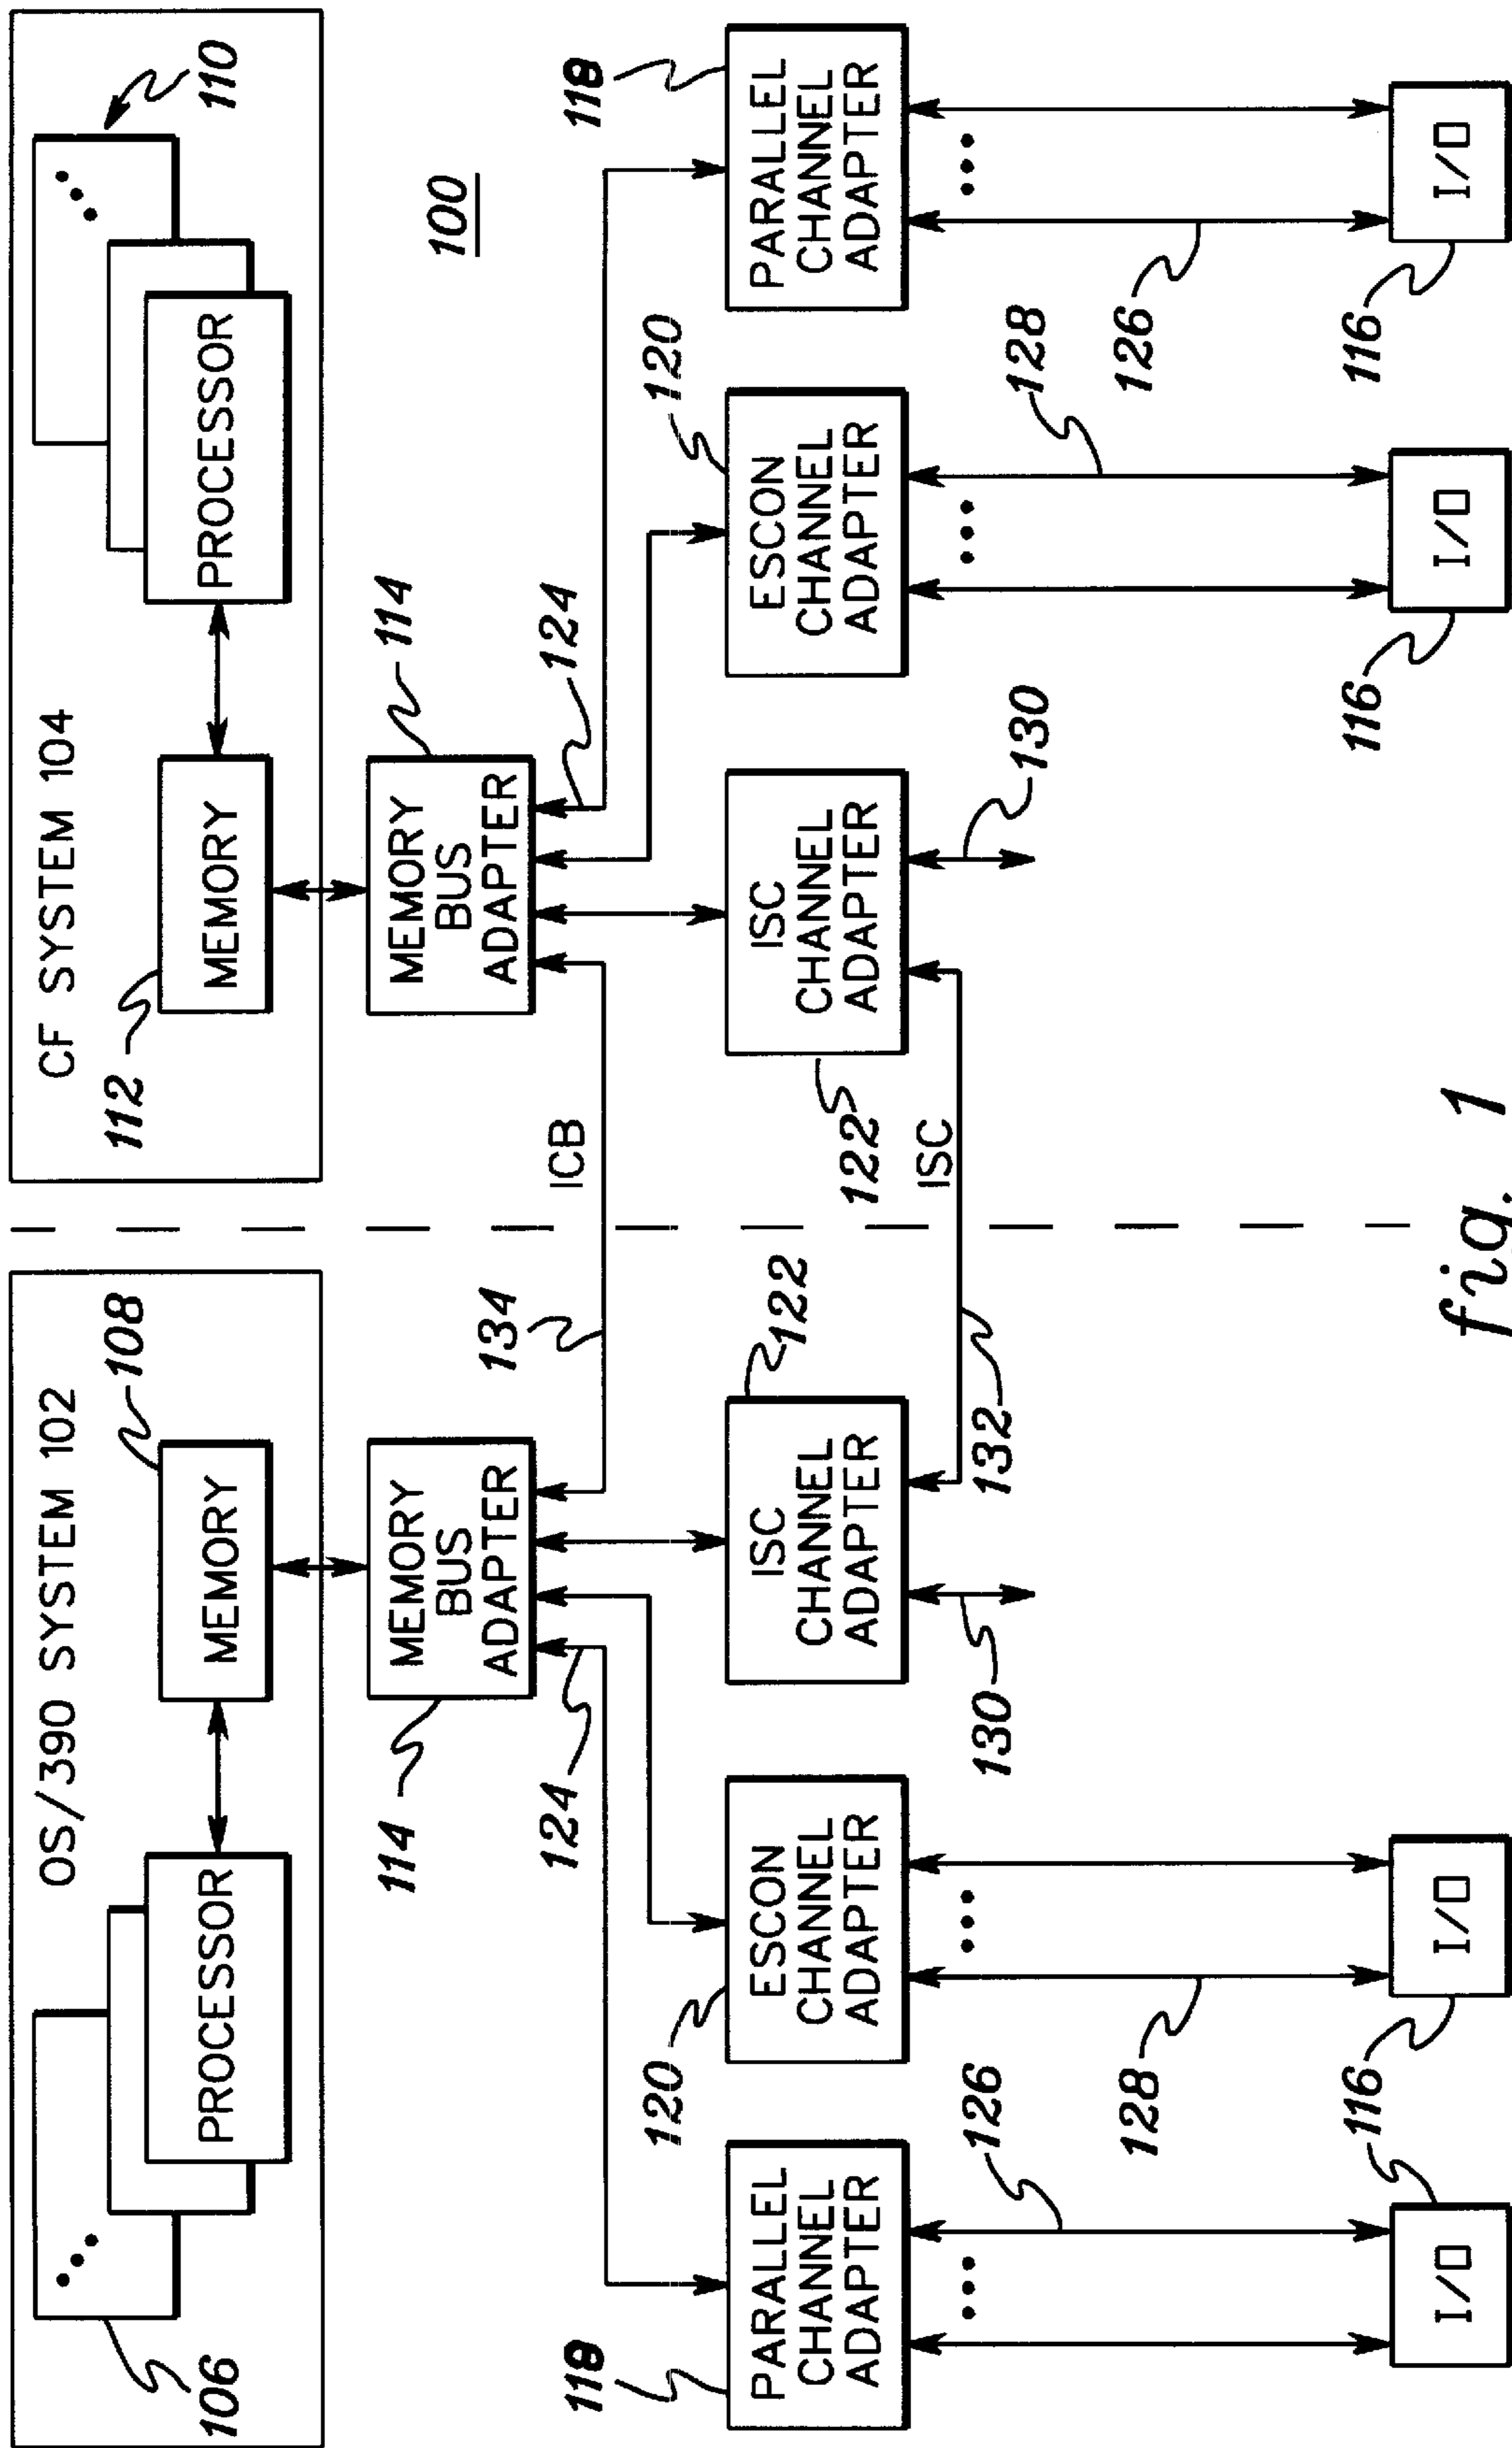 OS/390 SYSTEM 102
PROCESSOR
106
MEMORY
108
CF SYSTEM 104
MEMORY
112
PROCESSOR
110
MEMORY
BUS
ADAPTER
114
124
134
ICB
MEMORY
BUS
ADAPTER
114
124
100
118
PARALLEL
CHANNEL
ADAPTER
120
ESCON
CHANNEL
ADAPTER
ISC
CHANNEL
ADAPTER
122
122
ISC
CHANNEL
ADAPTER
120
ESCON
CHANNEL
ADAPTER
118
PARALLEL
CHANNEL
ADAPTER
126
128
130
132
ISC
130
128
126
I/O
116
I/O
I/O
116
I/O
116
fig. 1